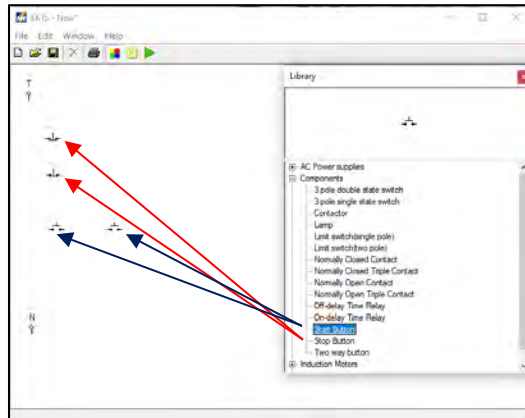 EKTS - New*
File Edit Window Help
Library
T
AC Power supplies
Components
3 pole double state switch
3 pole single state switch
Contactor
Lamp
Limit switch(single pole)
Limit switch(two pole)
Normally Closed Contact
Normally Closed Triple Contact
Normally Open Contact
Normally Open Triple Contact
Off-delay Time Relay
On-delay Time Relay
Start Button
Stop Button
Two way button
Induction Motors
N